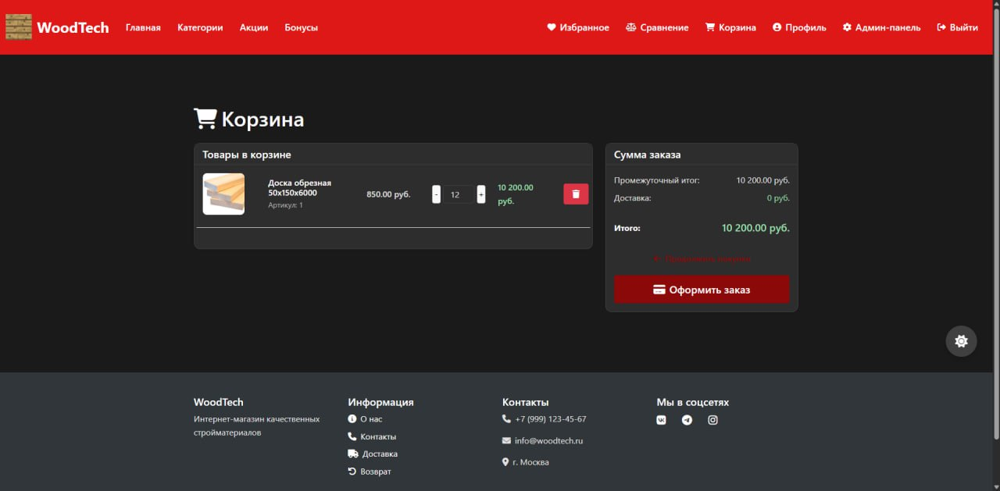 WoodTech Главная Категории Акции Бонусы Избранное Сравнение Корзина Профиль Админ-панель Выйти
Корзина
Товары в корзине
Доска обрезная
50x150x6000
Артикул: 1
850.00 руб.
- 12 +
10 200.00
руб.
Сумма заказа
Промежуточный итог: 10 200.00 руб.
Доставка: 0 руб.
Итого: 10 200.00 руб.
Продолжить покупки
Оформить заказ
WoodTech
Интернет-магазин качественных
стройматериалов
Информация
О нас
Контакты
Доставка
Возврат
Контакты
+7 (999) 123-45-67
info@woodtech.ru
г. Москва
Мы в соцсетях